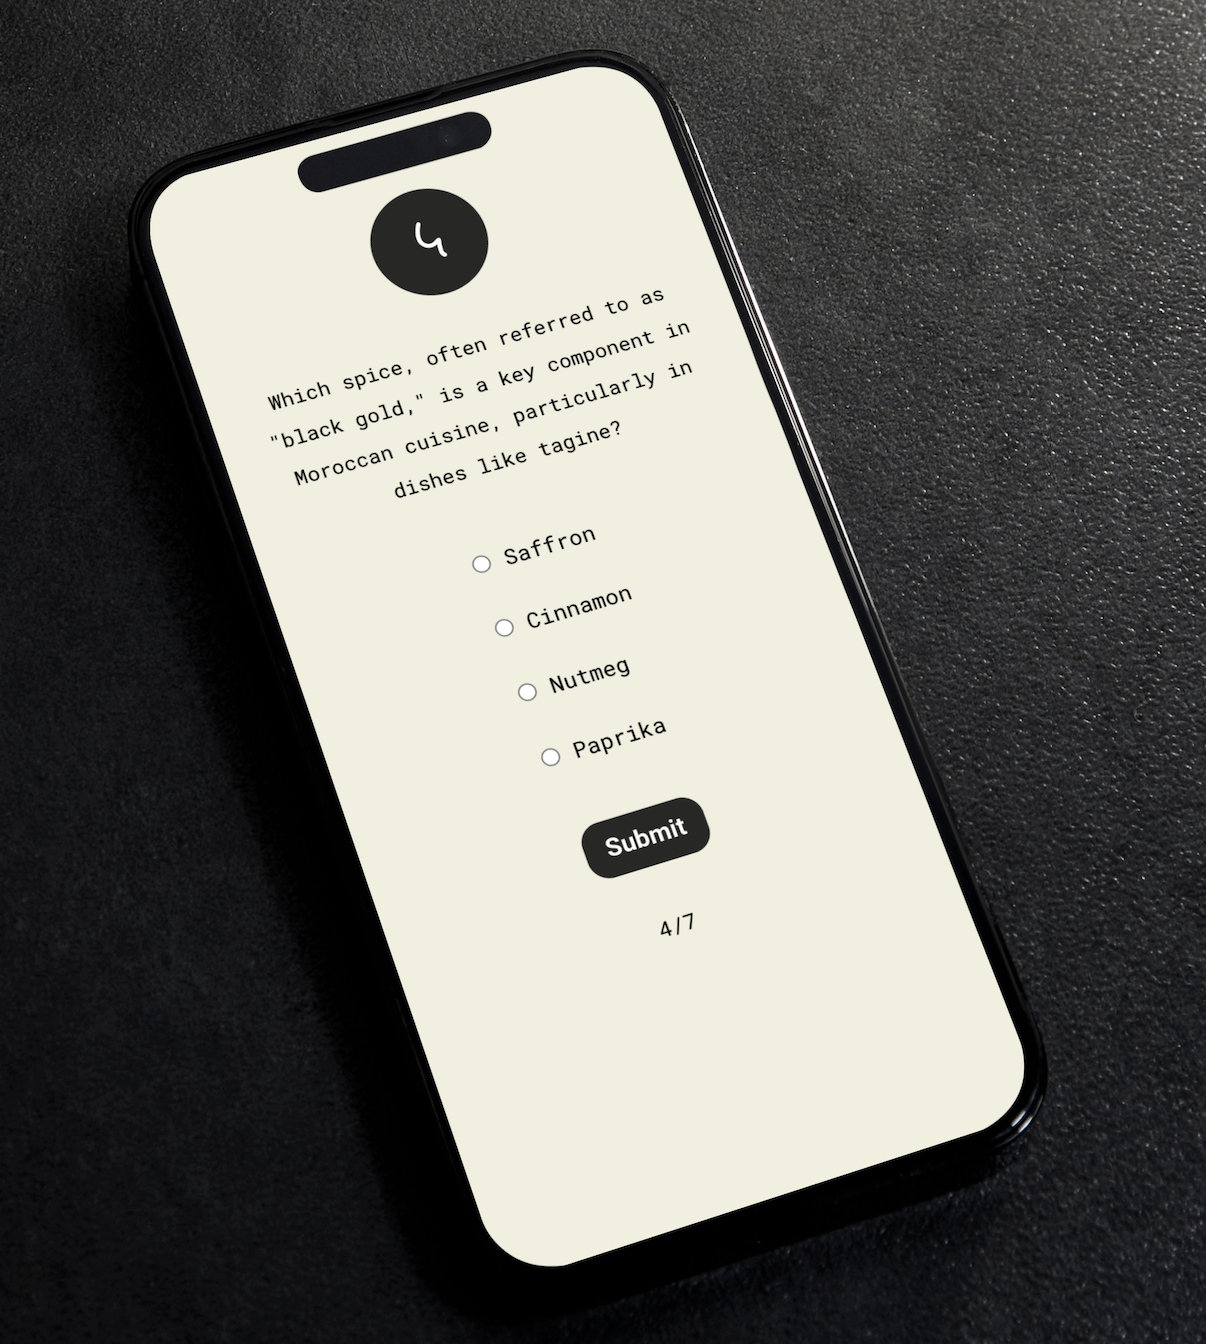 Which spice, often referred to as
"black gold," is a key component in
Moroccan cuisine, particularly in
dishes like tagine?
Saffron
Cinnamon
Nutmeg
Paprika
Submit
4/7